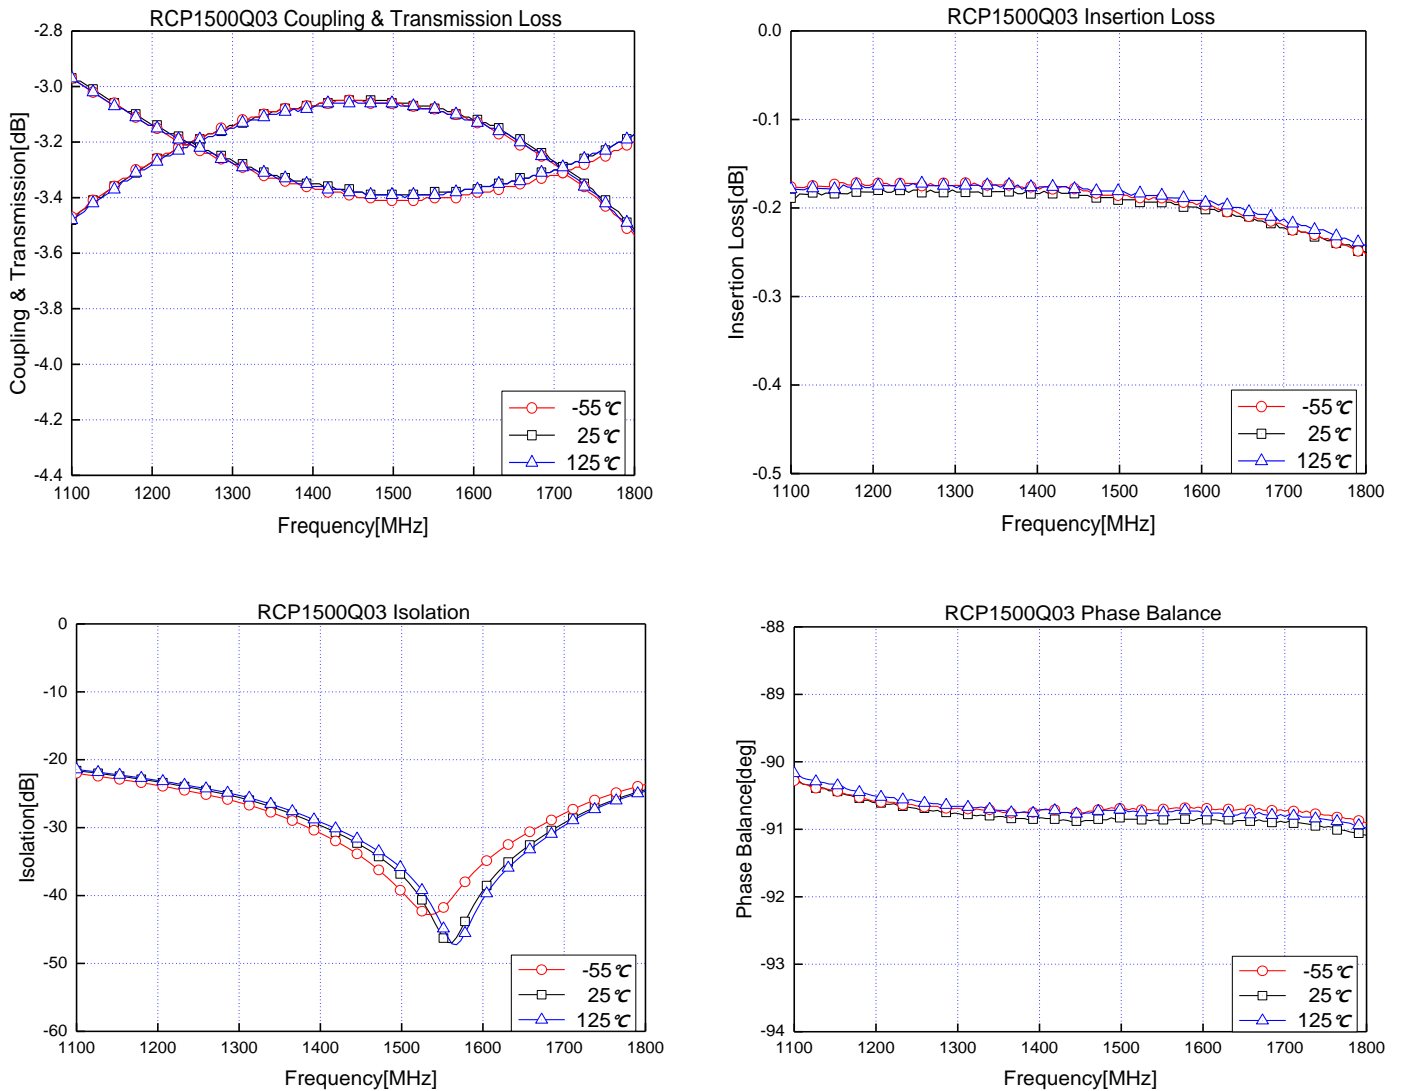 RCP1500Q03 Coupling & Transmission Loss
Coupling & Transmission[dB]
-2.8
-3.0
-3.2
-3.4
-3.6
-3.8
-4.0
-4.2
-4.4
-55℃
25℃
125℃
1100 1200 1300 1400 1500 1600 1700 1800
Frequency[MHz]
RCP1500Q03 Insertion Loss
Insertion Loss[dB]
0.0
-0.1
-0.2
-0.3
-0.4
-0.5
-55℃
25℃
125℃
1100 1200 1300 1400 1500 1600 1700 1800
Frequency[MHz]
RCP1500Q03 Isolation
Isolation[dB]
0
-10
-20
-30
-40
-50
-60
-55℃
25℃
125℃
1100 1200 1300 1400 1500 1600 1700 1800
Frequency[MHz]
RCP1500Q03 Phase Balance
Phase Balance[deg]
-88
-89
-90
-91
-92
-93
-94
-55℃
25℃
125℃
1100 1200 1300 1400 1500 1600 1700 1800
Frequency[MHz]